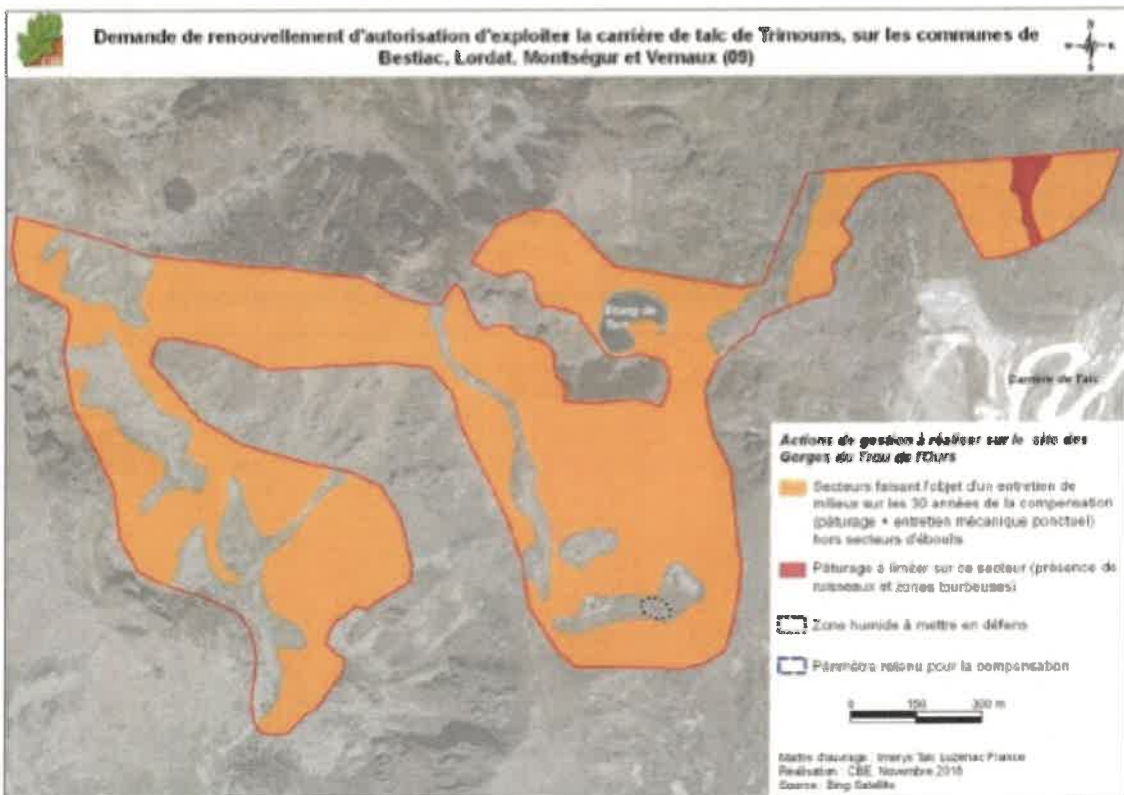 Demande de renouvellement d'autorisation d'exploiter la carrière de talc de Trimouns, sur les communes de
Bestiac, Lordat, Montségur et Vernaux (09)
Etang de
Carrière de Talc
Actions de gestion à réaliser sur le site des
Gorges du Trou de l'Ours
Secteurs faisant l'objet d'un entretien de
milieu sur les 30 années de la compensation
(pâturage + entretien mécanique ponctuel)
hors secteurs d'éboulis
Pâturage à limiter sur ce secteur (présence de
ruisseaux et zones tourbeuses)
Zone humide à mettre en défens
Périmètre retenu pour la compensation
0 150 300 m
Maître d'ouvrage : Imerys Talc Luzenac France
Réalisation : CBE, Novembre 2018
Source : Bing Satellite